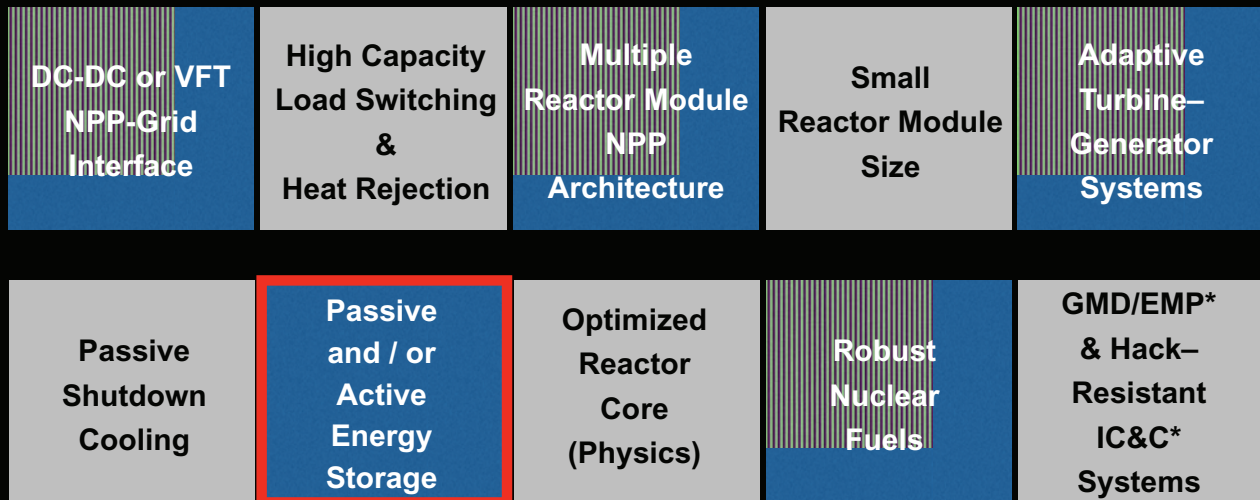 DC-DC or VFT
NPP-Grid
Interface
High Capacity
Load Switching
&
Heat Rejection
Multiple
Reactor Module
NPP
Architecture
Small
Reactor Module
Size
Adaptive
Turbine–
Generator
Systems
Passive
Shutdown
Cooling
Passive
and / or
Active
Energy
Storage
Optimized
Reactor
Core
(Physics)
Robust
Nuclear
Fuels
GMD/EMP*
& Hack–
Resistant
IC&C*
Systems